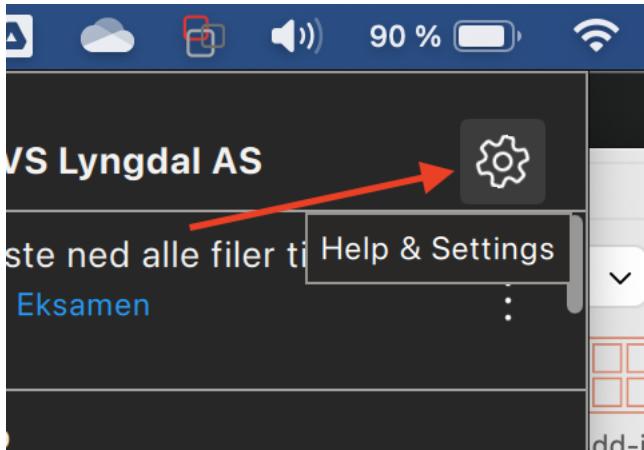 90 %
VS Lyngdal AS
Help & Settings
ste ned alle filer ti
Eksamen
dd-i